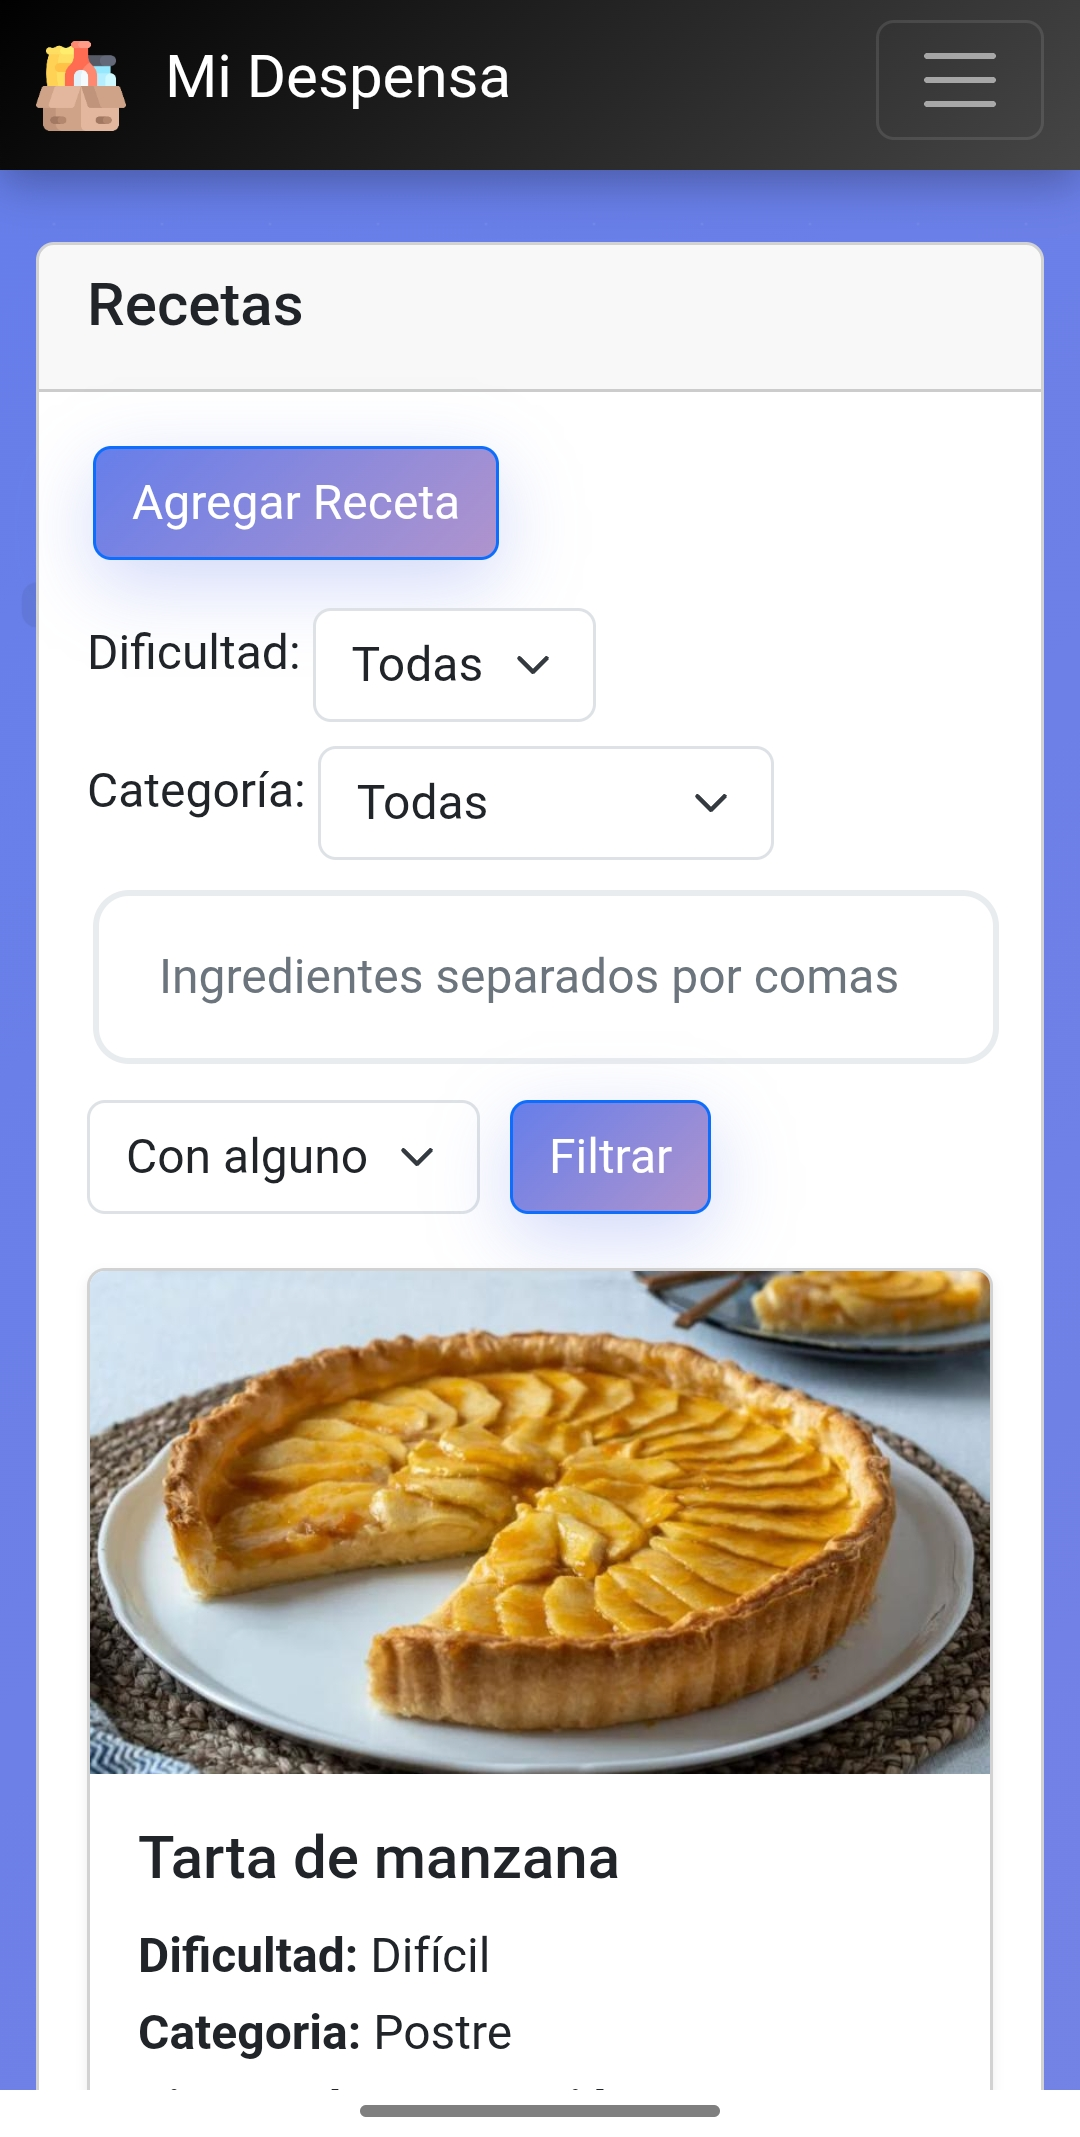 Mi Despensa
Recetas
Agregar Receta
Dificultad: Todas
Categoría: Todas
Ingredientes separados por comas
Con alguno Filtrar
Tarta de manzana
Dificultad: Difícil
Categoria: Postre